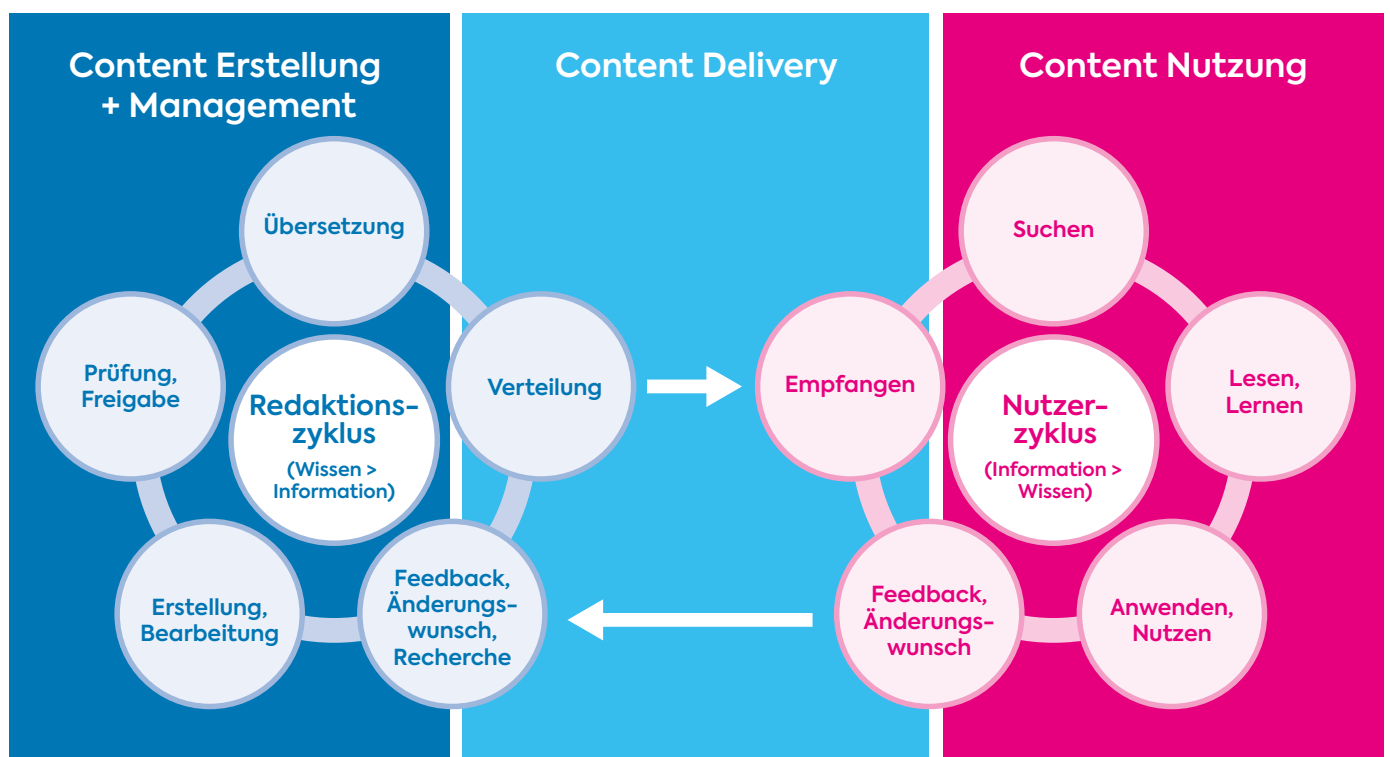 Content Erstellung
+ Management
Content Delivery
Content Nutzung
Übersetzung
Prüfung,
Freigabe
Redaktions-
zyklus
(Wissen >
Information)
Verteilung
Erstellung,
Bearbeitung
Feedback,
Änderungs-
wunsch,
Recherche
Suchen
Empfangen
Nutzer-
zyklus
(Information >
Wissen)
Lesen,
Lernen
Feedback,
Änderungs-
wunsch
Anwenden,
Nutzen